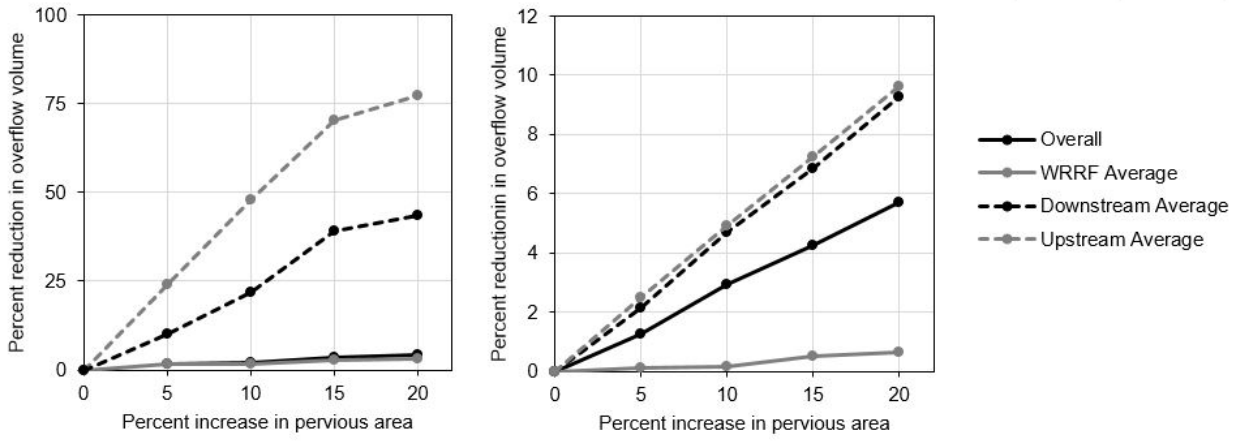 Percent reduction in overflow volume
100
75
50
25
0
0 5 10 15 20
Percent increase in pervious area
Percent reductionin overflow volume
12
10
8
6
4
2
0
0 5 10 15 20
Percent increase in pervious area
Overall
WRRF Average
Downstream Average
Upstream Average